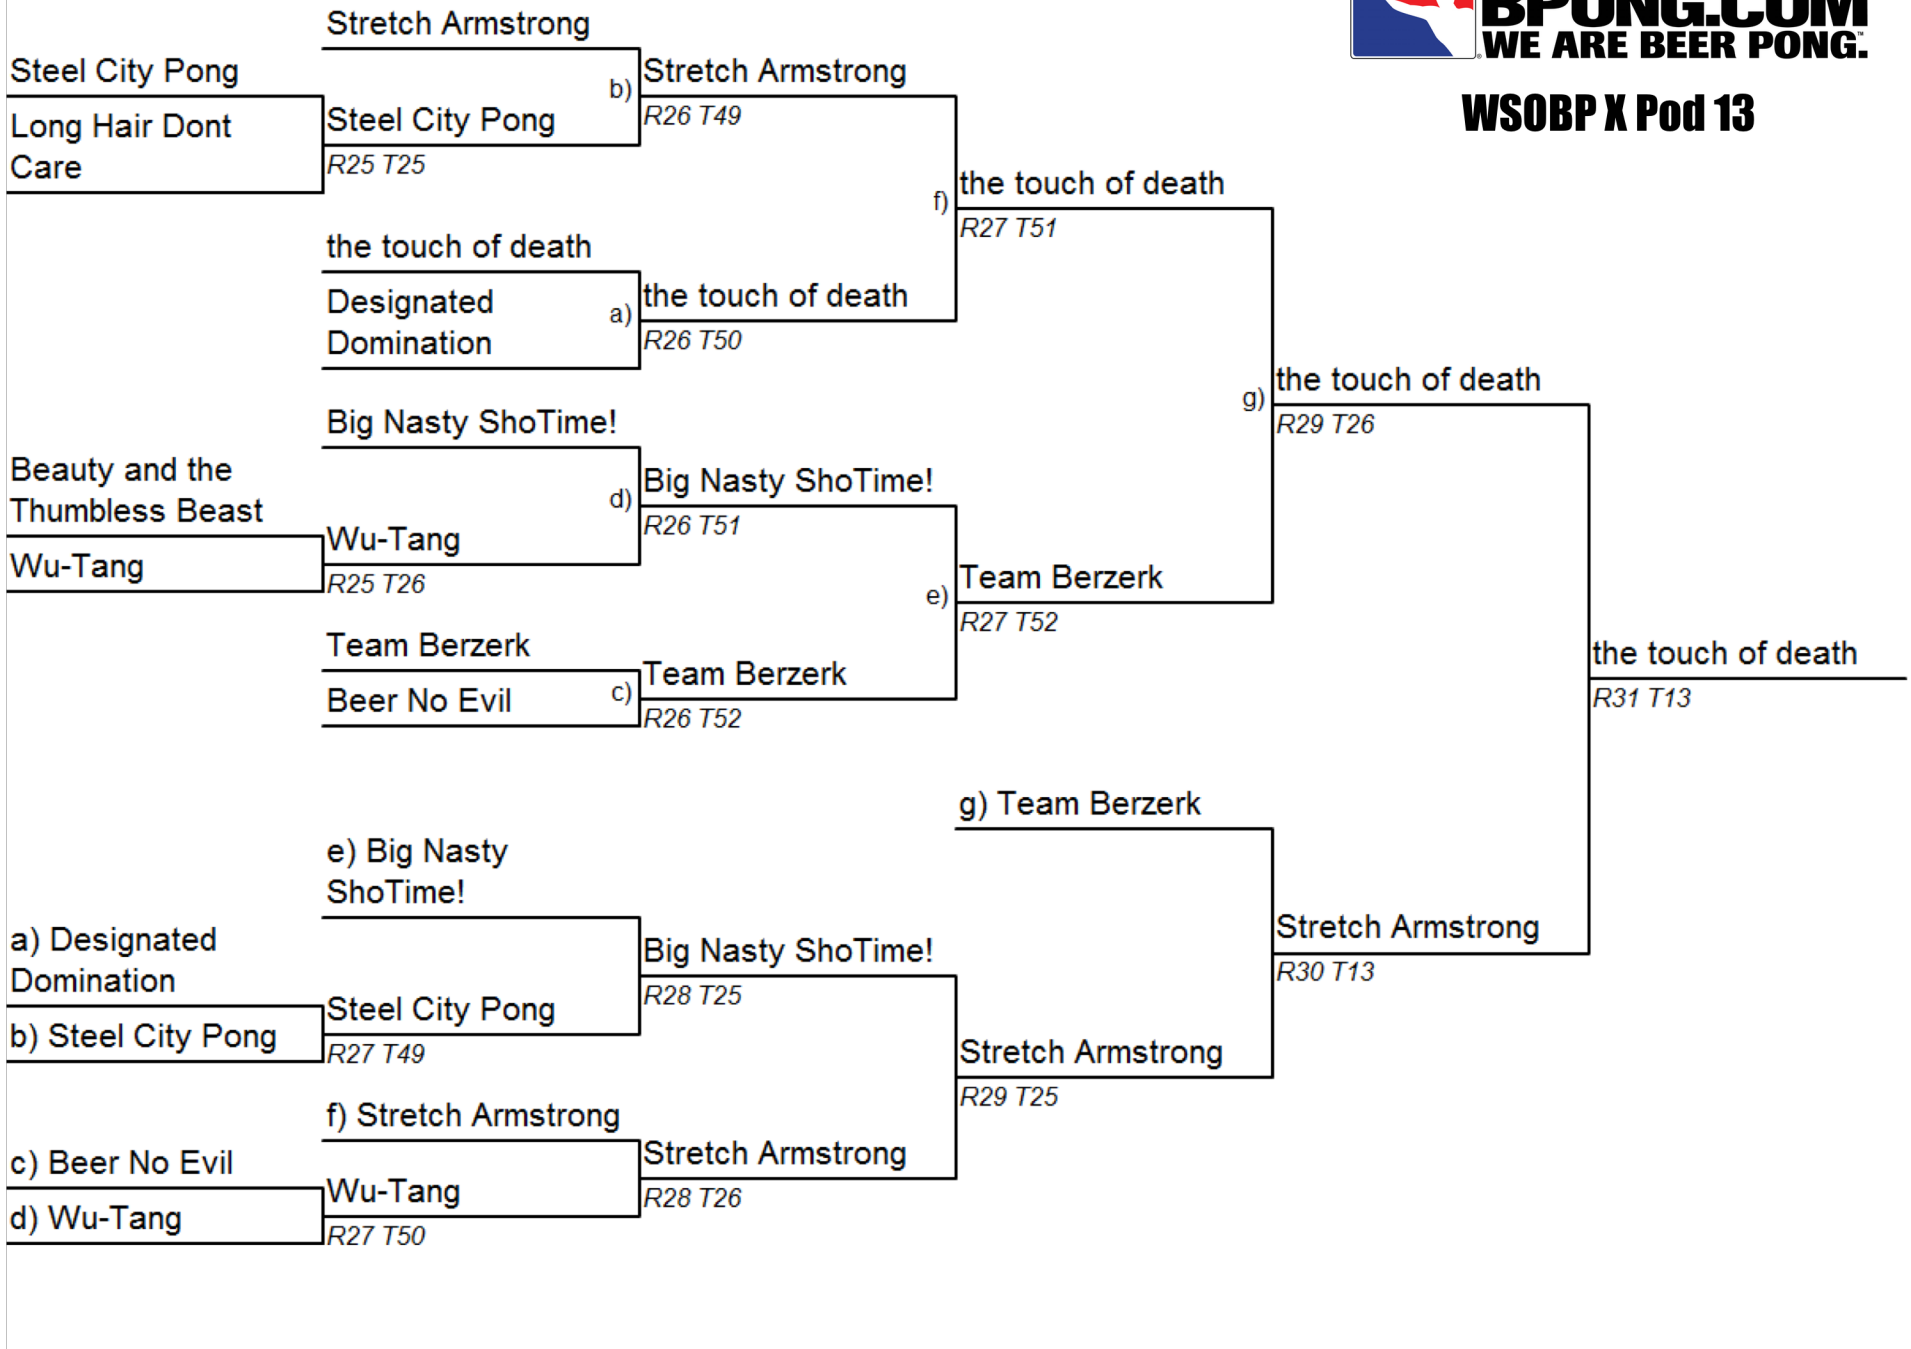 BPONG.COM
WE ARE BEER PONG.™
WSOBP X Pod 13
Stretch Armstrong
Steel City Pong
b)
Stretch Armstrong
R26 T49
Long Hair Dont
Care
Steel City Pong
R25 T25
f)
the touch of death
R27 T51
the touch of death
Designated
Domination
a)
the touch of death
R26 T50
g)
the touch of death
R29 T26
Big Nasty ShoTime!
Beauty and the
Thumbless Beast
d)
Big Nasty ShoTime!
R26 T51
Wu-Tang
Wu-Tang
R25 T26
e)
Team Berzerk
R27 T52
Team Berzerk
Beer No Evil
c)
Team Berzerk
R26 T52
the touch of death
R31 T13
g) Team Berzerk
e) Big Nasty
ShoTime!
a) Designated
Domination
Big Nasty ShoTime!
R28 T25
Stretch Armstrong
R30 T13
b) Steel City Pong
Steel City Pong
R27 T49
Stretch Armstrong
R29 T25
f) Stretch Armstrong
c) Beer No Evil
Stretch Armstrong
R28 T26
d) Wu-Tang
Wu-Tang
R27 T50